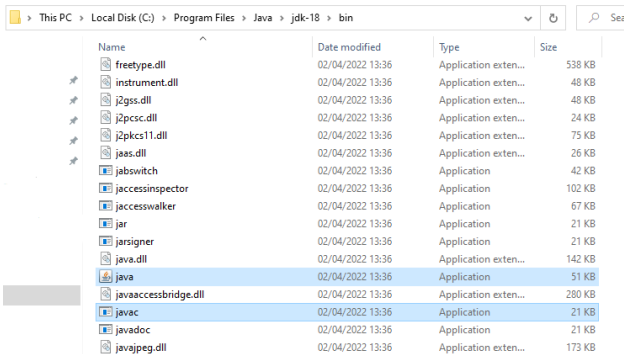 This PC > Local Disk (C:) > Program Files > Java > jdk-18 > bin Sea
Name Date modified Type Size
freetype.dll 02/04/2022 13:36 Application exten... 538 KB
instrument.dll 02/04/2022 13:36 Application exten... 48 KB
j2gss.dll 02/04/2022 13:36 Application exten... 48 KB
j2pcsc.dll 02/04/2022 13:36 Application exten... 24 KB
j2pkcs11.dll 02/04/2022 13:36 Application exten... 75 KB
jaas.dll 02/04/2022 13:36 Application exten... 26 KB
jabswitch 02/04/2022 13:36 Application 42 KB
jaccessinspector 02/04/2022 13:36 Application 102 KB
jaccesswalker 02/04/2022 13:36 Application 67 KB
jar 02/04/2022 13:36 Application 21 KB
jarsigner 02/04/2022 13:36 Application 21 KB
java.dll 02/04/2022 13:36 Application exten... 142 KB
java 02/04/2022 13:36 Application 51 KB
javaaccessbridge.dll 02/04/2022 13:36 Application exten... 280 KB
javac 02/04/2022 13:36 Application 21 KB
javadoc 02/04/2022 13:36 Application 21 KB
javajpeg.dll 02/04/2022 13:36 Application exten... 173 KB